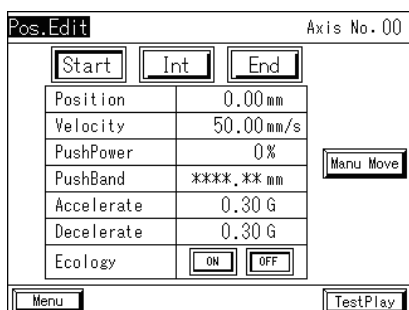 Pos.Edit Axis No.00
Start Int End
Position 0.00mm
Velocity 50.00mm/s
PushPower 0%
PushBand ****.**mm
Manu Move
Accelerate 0.30G
Decelerate 0.30G
Ecology ON OFF
Menu TestPlay